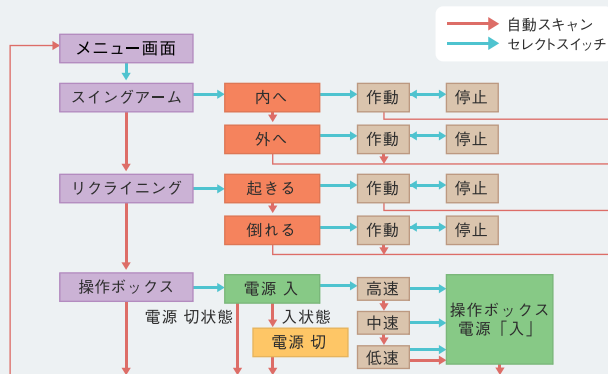 自動スキャン
セレクトスイッチ
メニュー画面
スイングアーム
内へ
作動
停止
外へ
作動
停止
リクライニング
起きる
作動
停止
倒れる
作動
停止
操作ボックス
電源 入
高速
操作ボックス
電源「入」
電源 切状態
入状態
中速
電源 切
低速